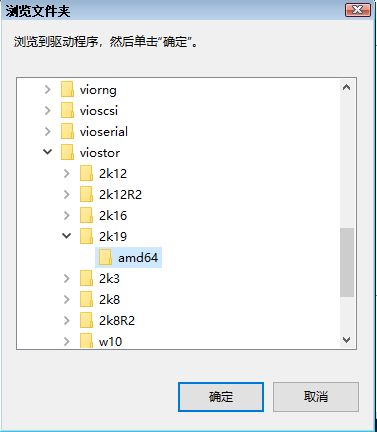 浏览文件夹
浏览到驱动程序，然后单击“确定”。
viorng
vioscsi
vioserial
viostor
2k12
2k12R2
2k16
2k19
amd64
2k3
2k8
2k8R2
w10
确定
取消